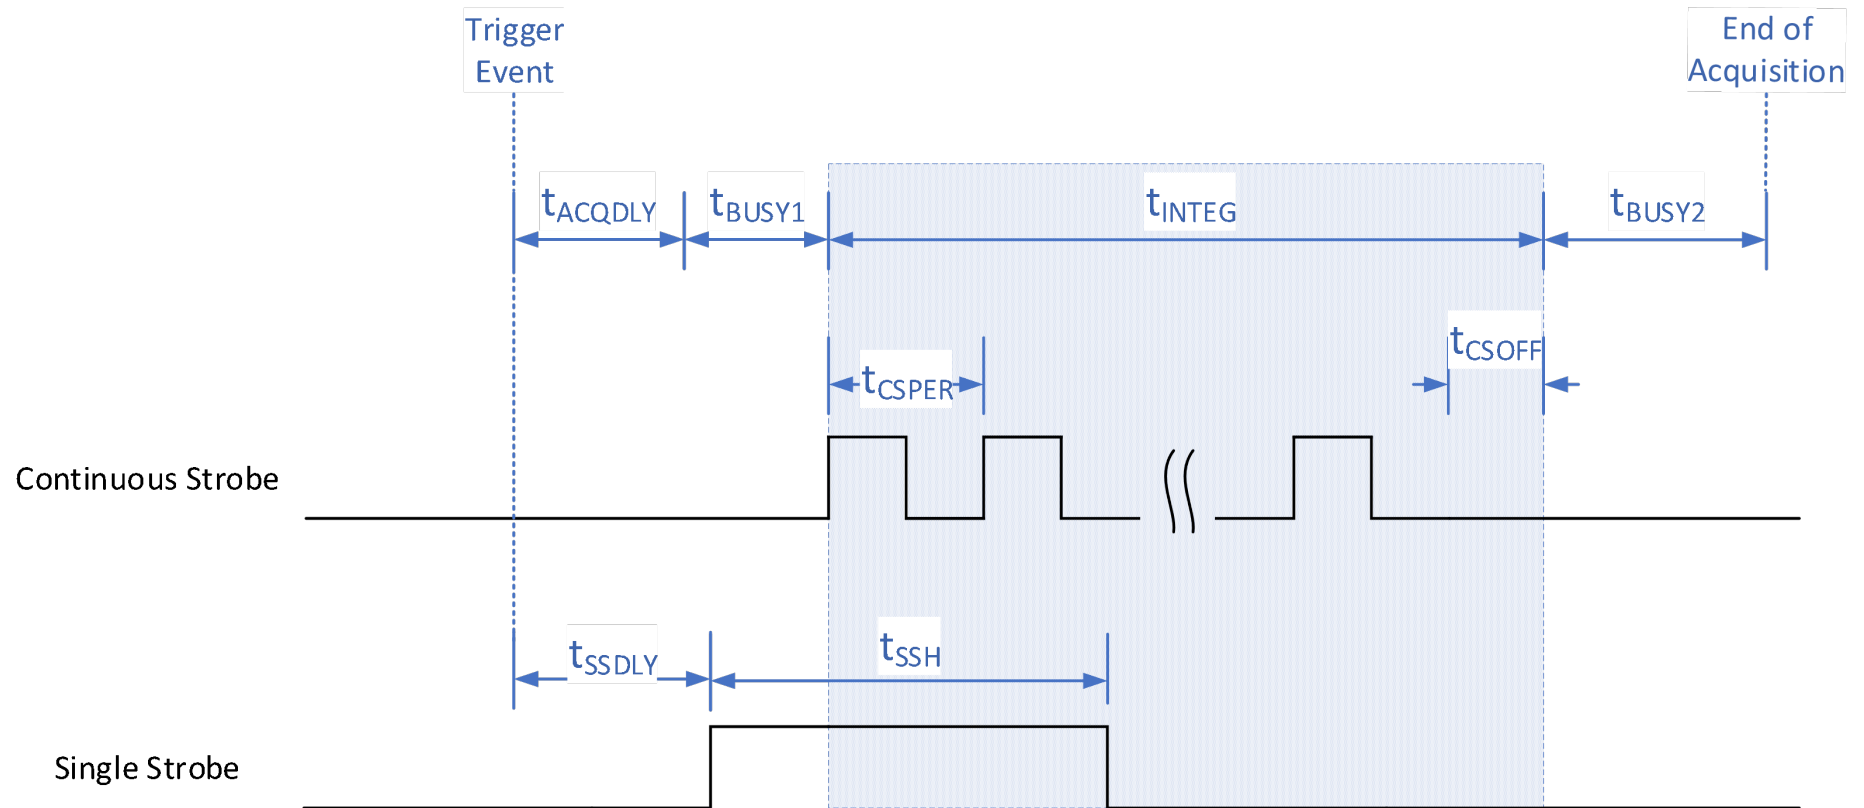 Trigger
Event
End of
Acquisition
tACQDLY
tBUSY1
tINTEG
tBUSY2
tCSOFF
tCSPER
Continuous Strobe
tSSDLY
tSSH
Single Strobe